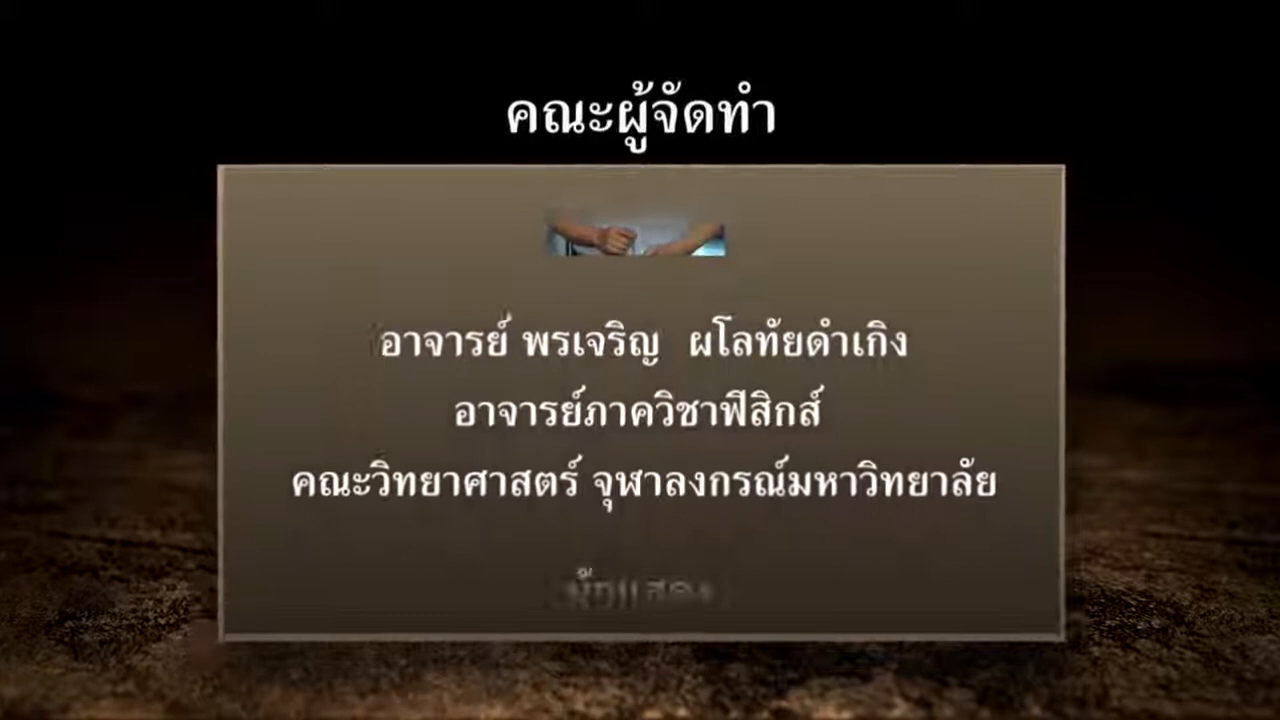 คณะผู้จัดทำ
อาจารย์ พรเจริญ ผโลทัยดำเกิง
อาจารย์ภาควิชาฟีสิกส์
คณะวิทยาศาสตร์ จุฬาลงกรณ์มหาวิทยาลัย